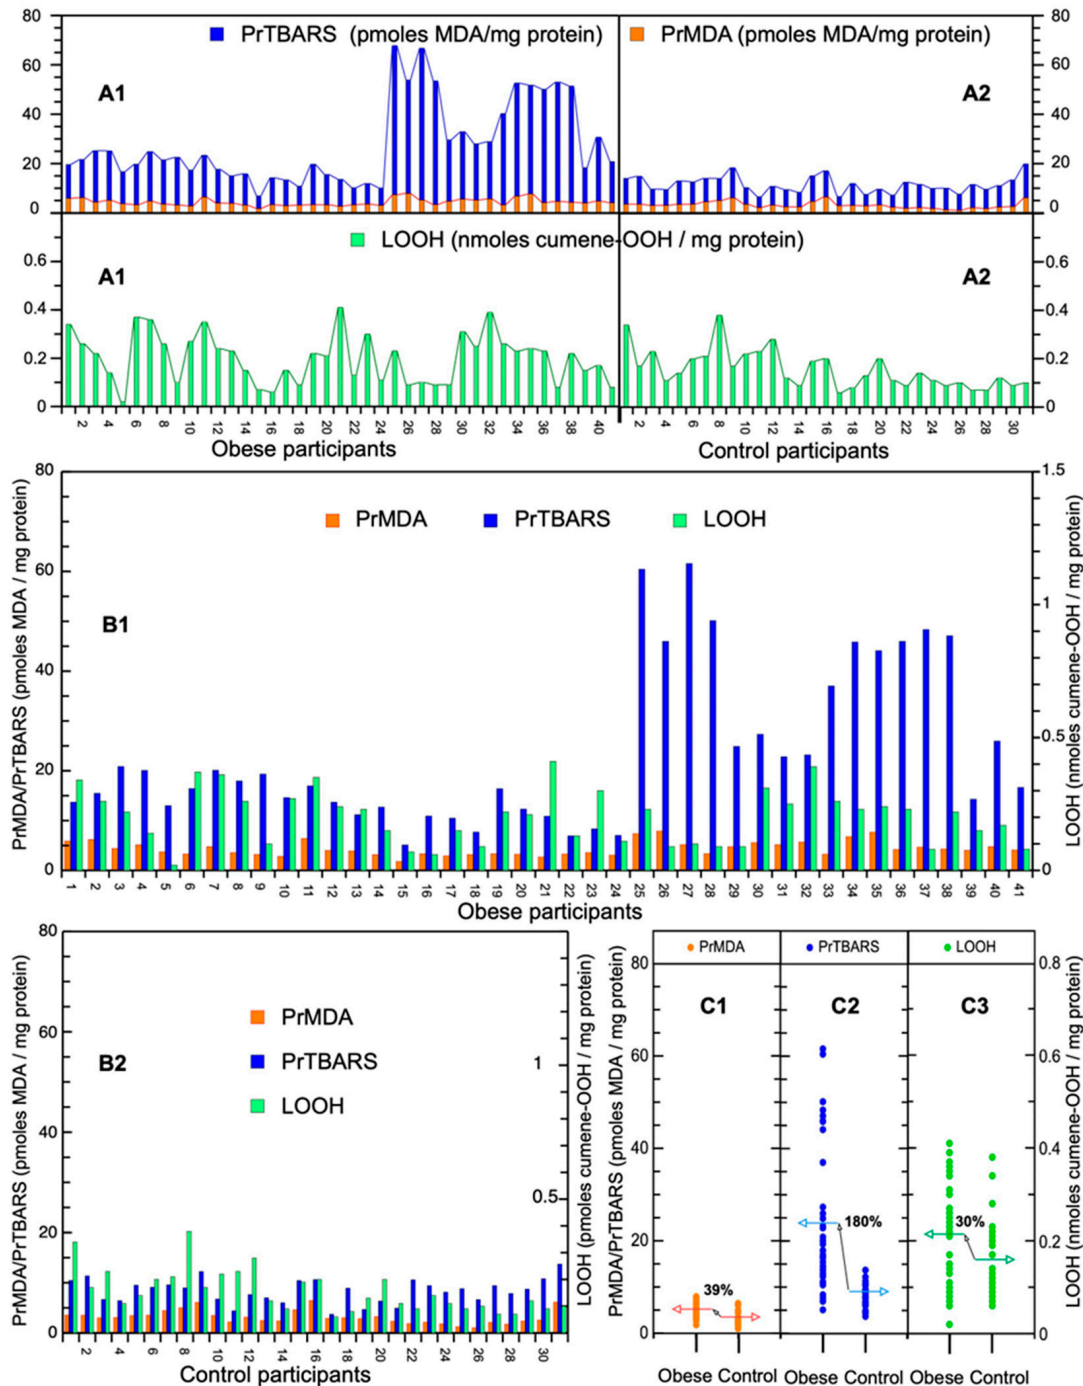 PrTBARS (pmoles MDA/mg protein)
PrMDA (pmoles MDA/mg protein)
80
60
40
20
0
A1
A2
80
60
40
20
0
LOOH (nmoles cumene-OOH / mg protein)
A1
A2
0.6
0.4
0.2
0
0.6
0.4
0.2
0
2 4 6 8 10 12 14 16 18 20 22 24 26 28 30 32 34 36 38 40
2 4 6 8 10 12 14 16 18 20 22 24 26 28 30
Obese participants
Control participants
PrMDA/PrTBARS (pmoles MDA / mg protein)
80
60
40
20
0
PrMDA PrTBARS LOOH
B1
1.5
1
0.5
0
LOOH (nmoles cumene-OOH / mg protein)
1 2 3 4 5 6 7 8 9 10 11 12 13 14 15 16 17 18 19 20 21 22 23 24 25 26 27 28 29 30 31 32 33 34 35 36 37 38 39 40 41
Obese participants
PrMDA/PrTBARS (pmoles MDA / mg protein)
80
60
40
20
0
B2
PrMDA
PrTBARS
LOOH
1
0.5
LOOH (pmoles cumene-OOH / mg protein)
2 4 6 8 10 12 14 16 18 20 22 24 26 28 30
Control participants
PrMDA/PrTBARS (pmoles MDA / mg protein)
PrMDA
PrTBARS
LOOH
80
60
40
20
0
C1
C2
C3
39%
180%
30%
0.8
0.6
0.4
0.2
0
LOOH (nmoles cumene-OOH / mg protein)
Obese Control Obese Control Obese Control